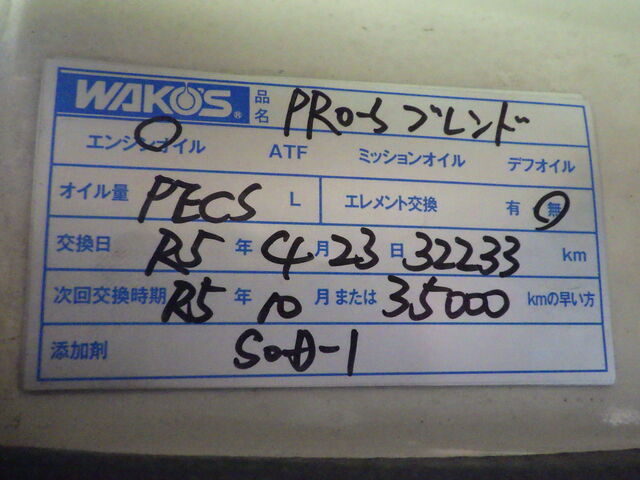 WAKO'S® 品名 PRO-S ブレンド
エンジンオイル ATF ミッションオイル デフオイル
オイル量 PECS L エレメント交換 有 無
交換日 R5 年 4 月 23 日 32233 km
次回交換時期 R5 年 10 月または 35000 kmの早い方
添加剤 S-O-D-1